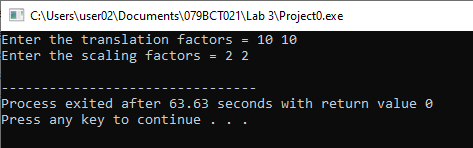 C:\Users\user02\Documents\079BCT021\Lab 3\Project0.exe
Enter the translation factors = 10 10
Enter the scaling factors = 2 2
--------------------------------
Process exited after 63.63 seconds with return value 0
Press any key to continue . . .